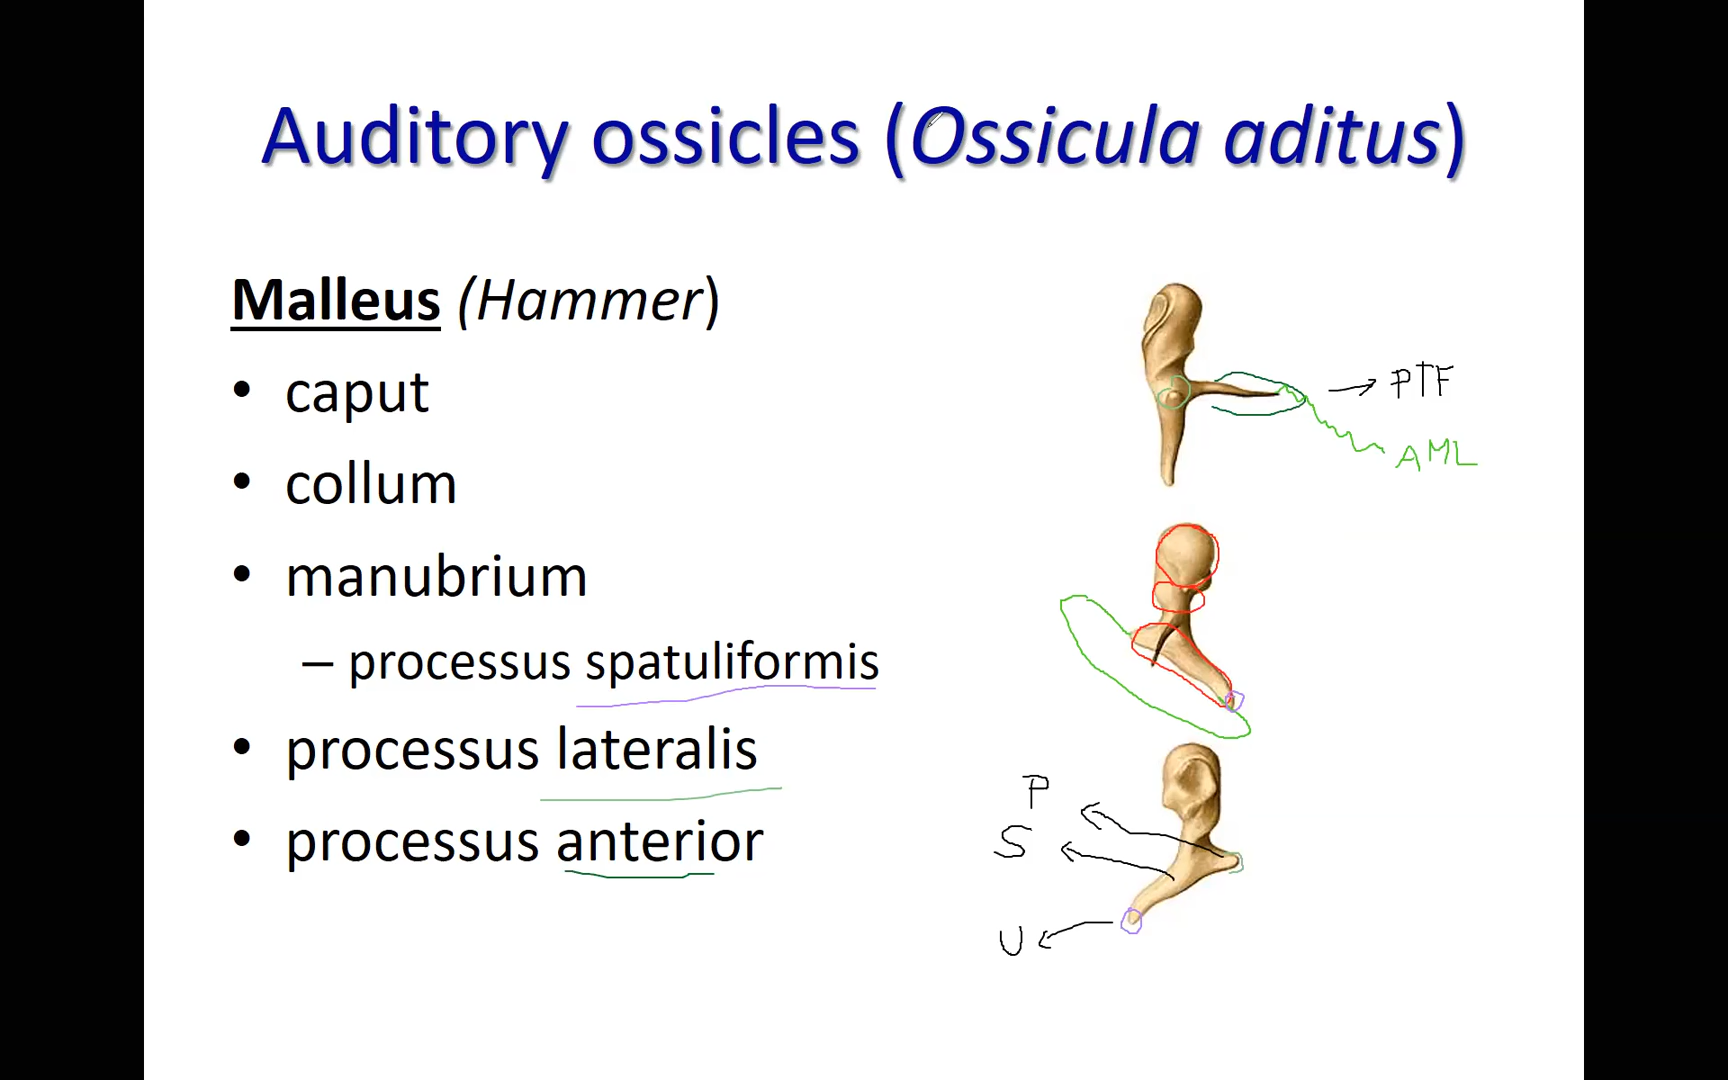 Auditory ossicles (Ossicula aditus)
Malleus (Hammer)
• caput
• collum
• manubrium
– processus spatuliformis
• processus lateralis
• processus anterior
PTF
AML
P
S
U